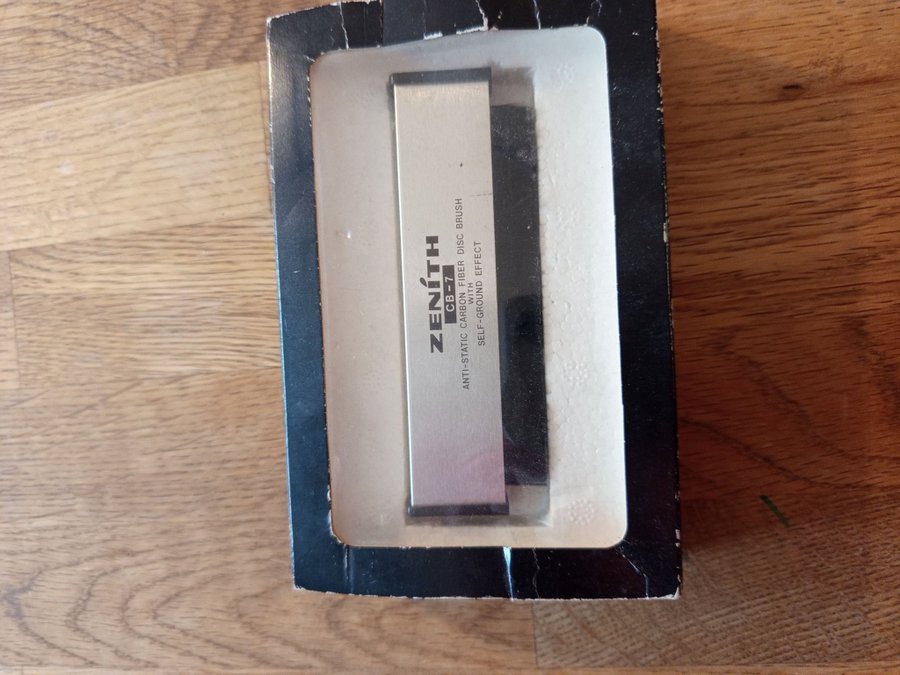 ZENÍTH
CB-7
ANTI-STATIC CARBON FIBER DISC BRUSH
WITH
SELF-GROUND EFFECT